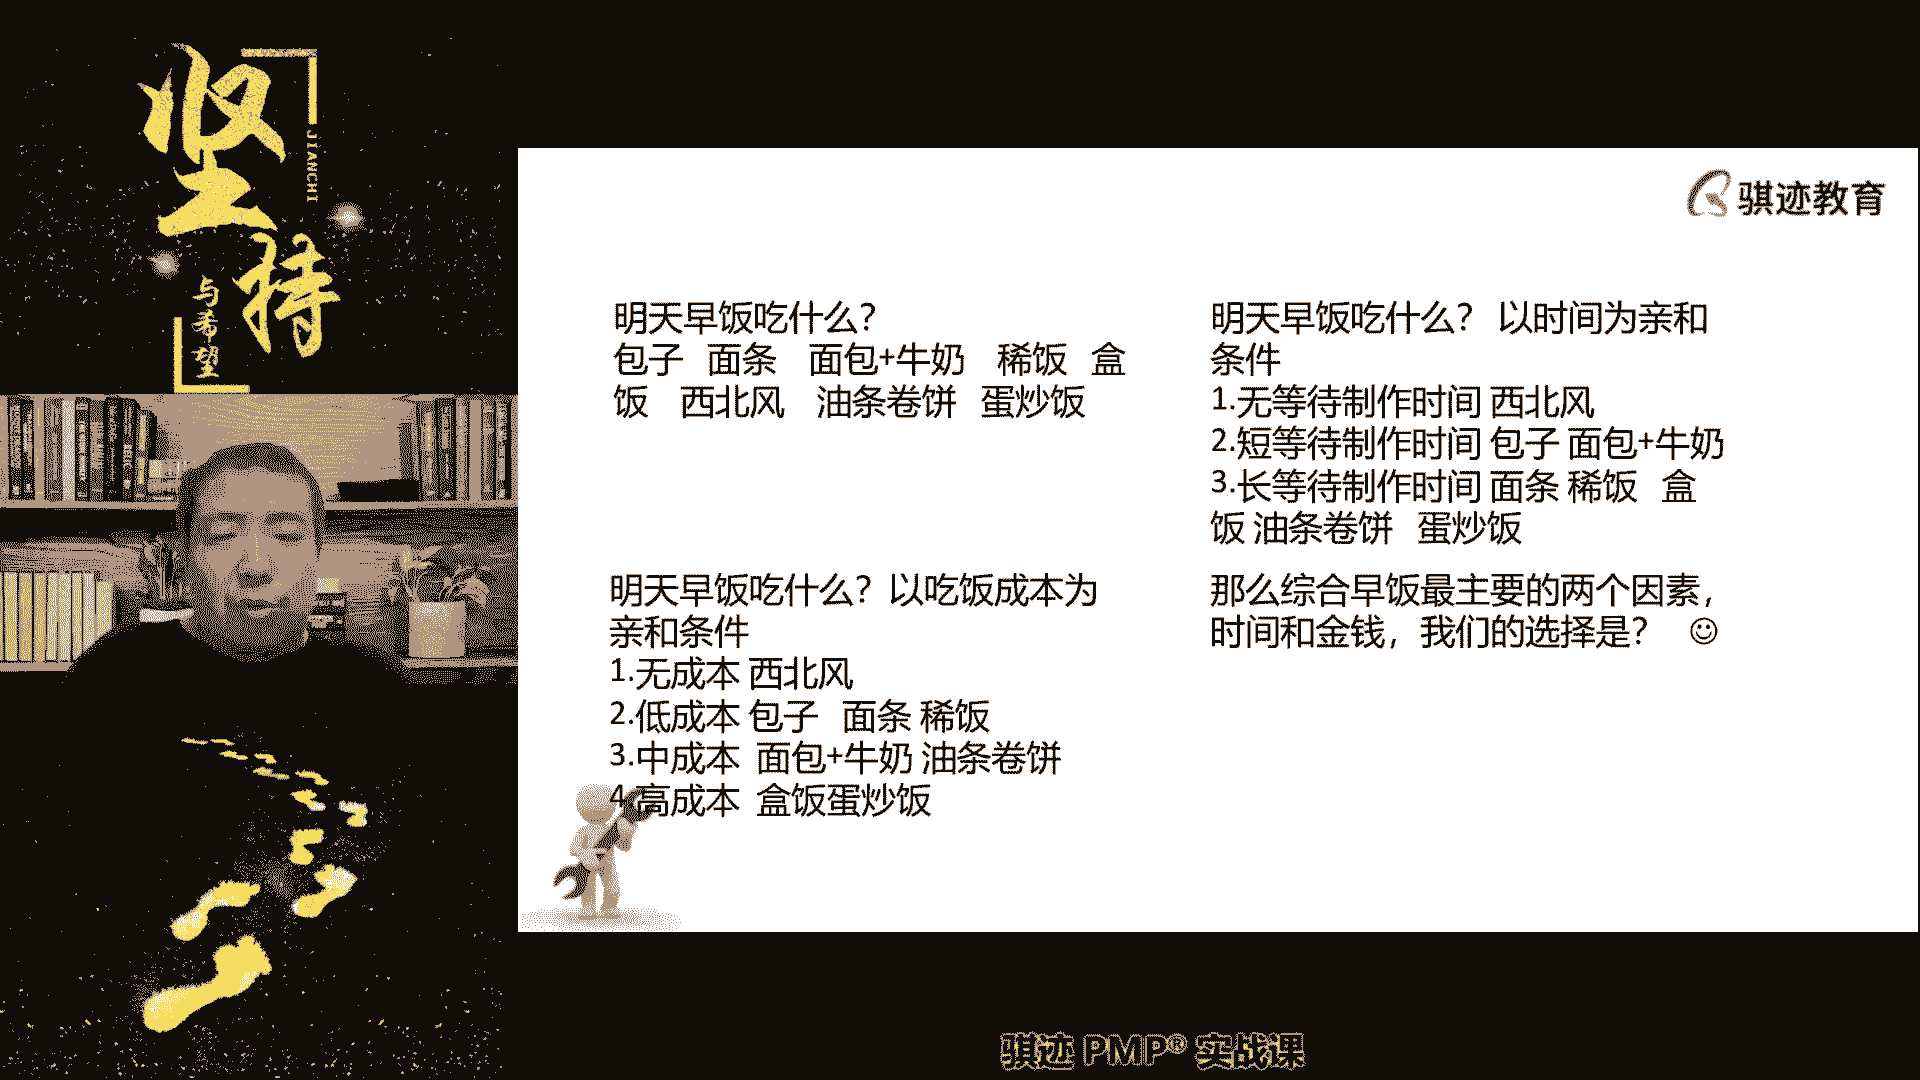 坚持
JIANCHI
与希望
骐迹教育
明天早饭吃什么？
包子 面条 面包+牛奶 稀饭 盒
饭 西北风 油条卷饼 蛋炒饭
明天早饭吃什么？ 以时间为亲和
条件
1.无等待制作时间 西北风
2.短等待制作时间 包子 面包+牛奶
3.长等待制作时间 面条 稀饭 盒
饭 油条卷饼 蛋炒饭
明天早饭吃什么？以吃饭成本为
亲和条件
1.无成本 西北风
2.低成本 包子 面条 稀饭
3.中成本 面包+牛奶 油条卷饼
4.高成本 盒饭蛋炒饭
那么综合早饭最主要的两个因素，
时间和金钱，我们的选择是？ ☺
骐迹 PMP® 实战课